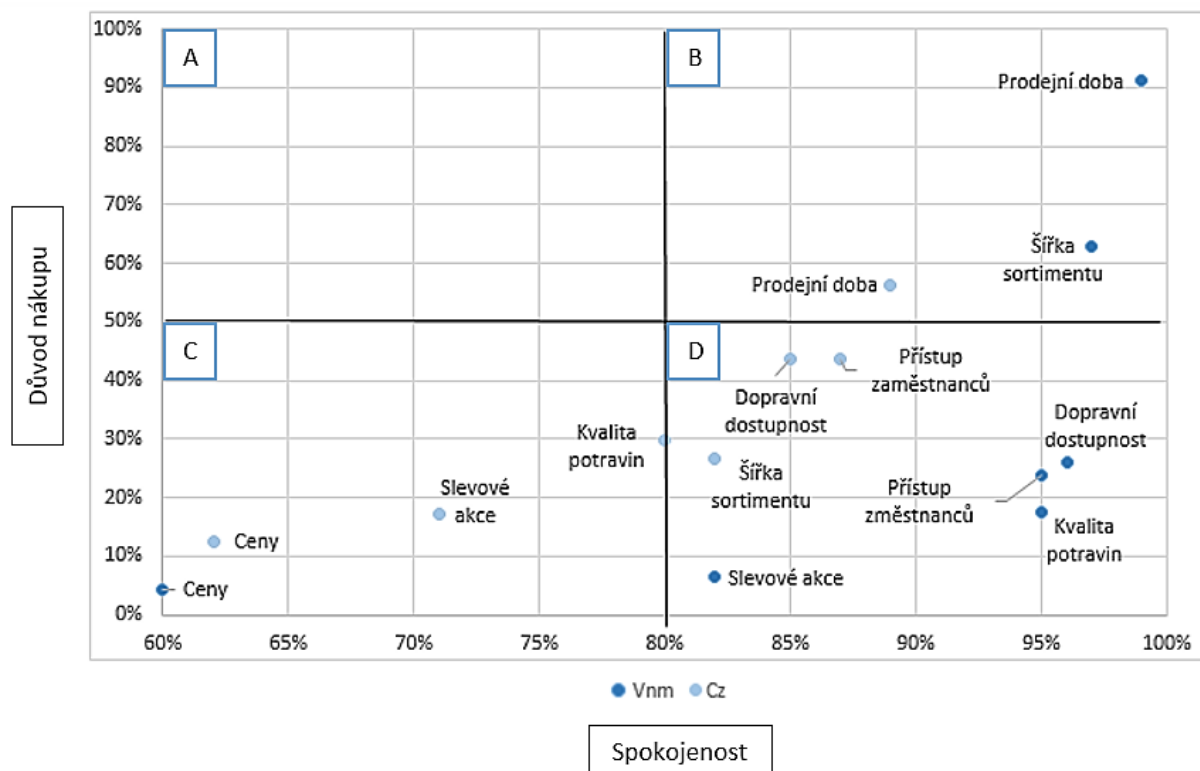 100%
90%
80%
70%
60%
50%
40%
30%
20%
10%
0%
Důvod nákupu
A
B
Prodejní doba
Šířka
sortimentu
Prodejní doba
C
D
Přístup
zaměstnanců
Dopravní
dostupnost
Dopravní
dostupnost
Kvalita
potravin
Šířka
sortimentu
Slevové
akce
Přístup
změstnanců
Kvalita
potravin
Ceny
Slevové akce
Ceny
60%
65%
70%
75%
80%
85%
90%
95%
100%
Vnm
Cz
Spokojenost